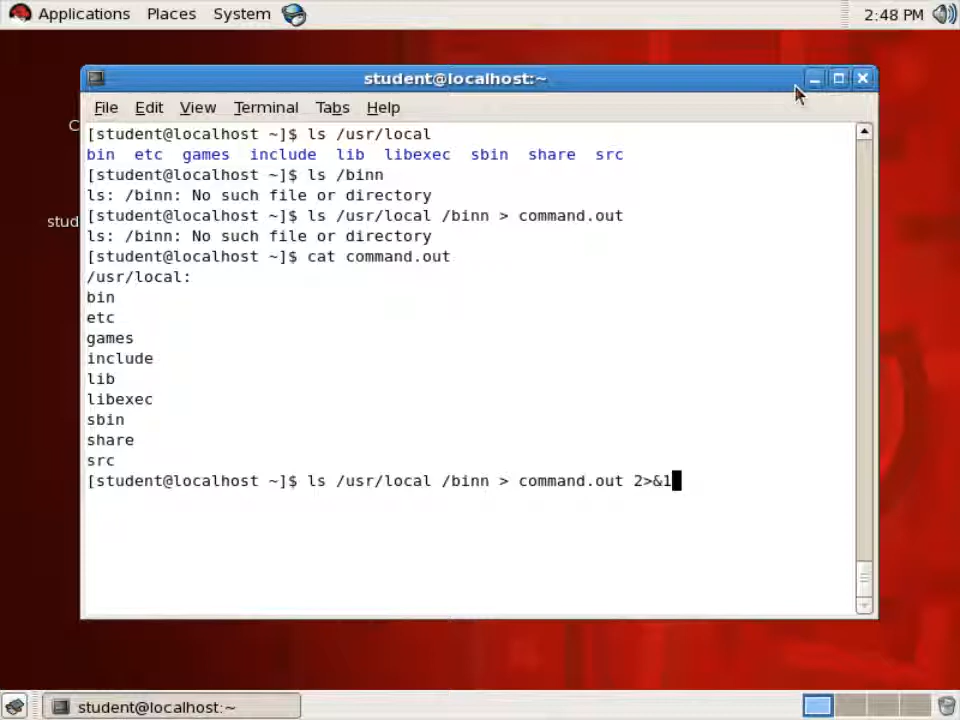 Applications Places System 2:48 PM
student@localhost:~
File Edit View Terminal Tabs Help
[student@localhost ~]$ ls /usr/local
bin etc games include lib libexec sbin share src
[student@localhost ~]$ ls /binn
ls: /binn: No such file or directory
[student@localhost ~]$ ls /usr/local /binn > command.out
ls: /binn: No such file or directory
[student@localhost ~]$ cat command.out
/usr/local:
bin
etc
games
include
lib
libexec
sbin
share
src
[student@localhost ~]$ ls /usr/local /binn > command.out 2>&1
C
stud
student@localhost:~